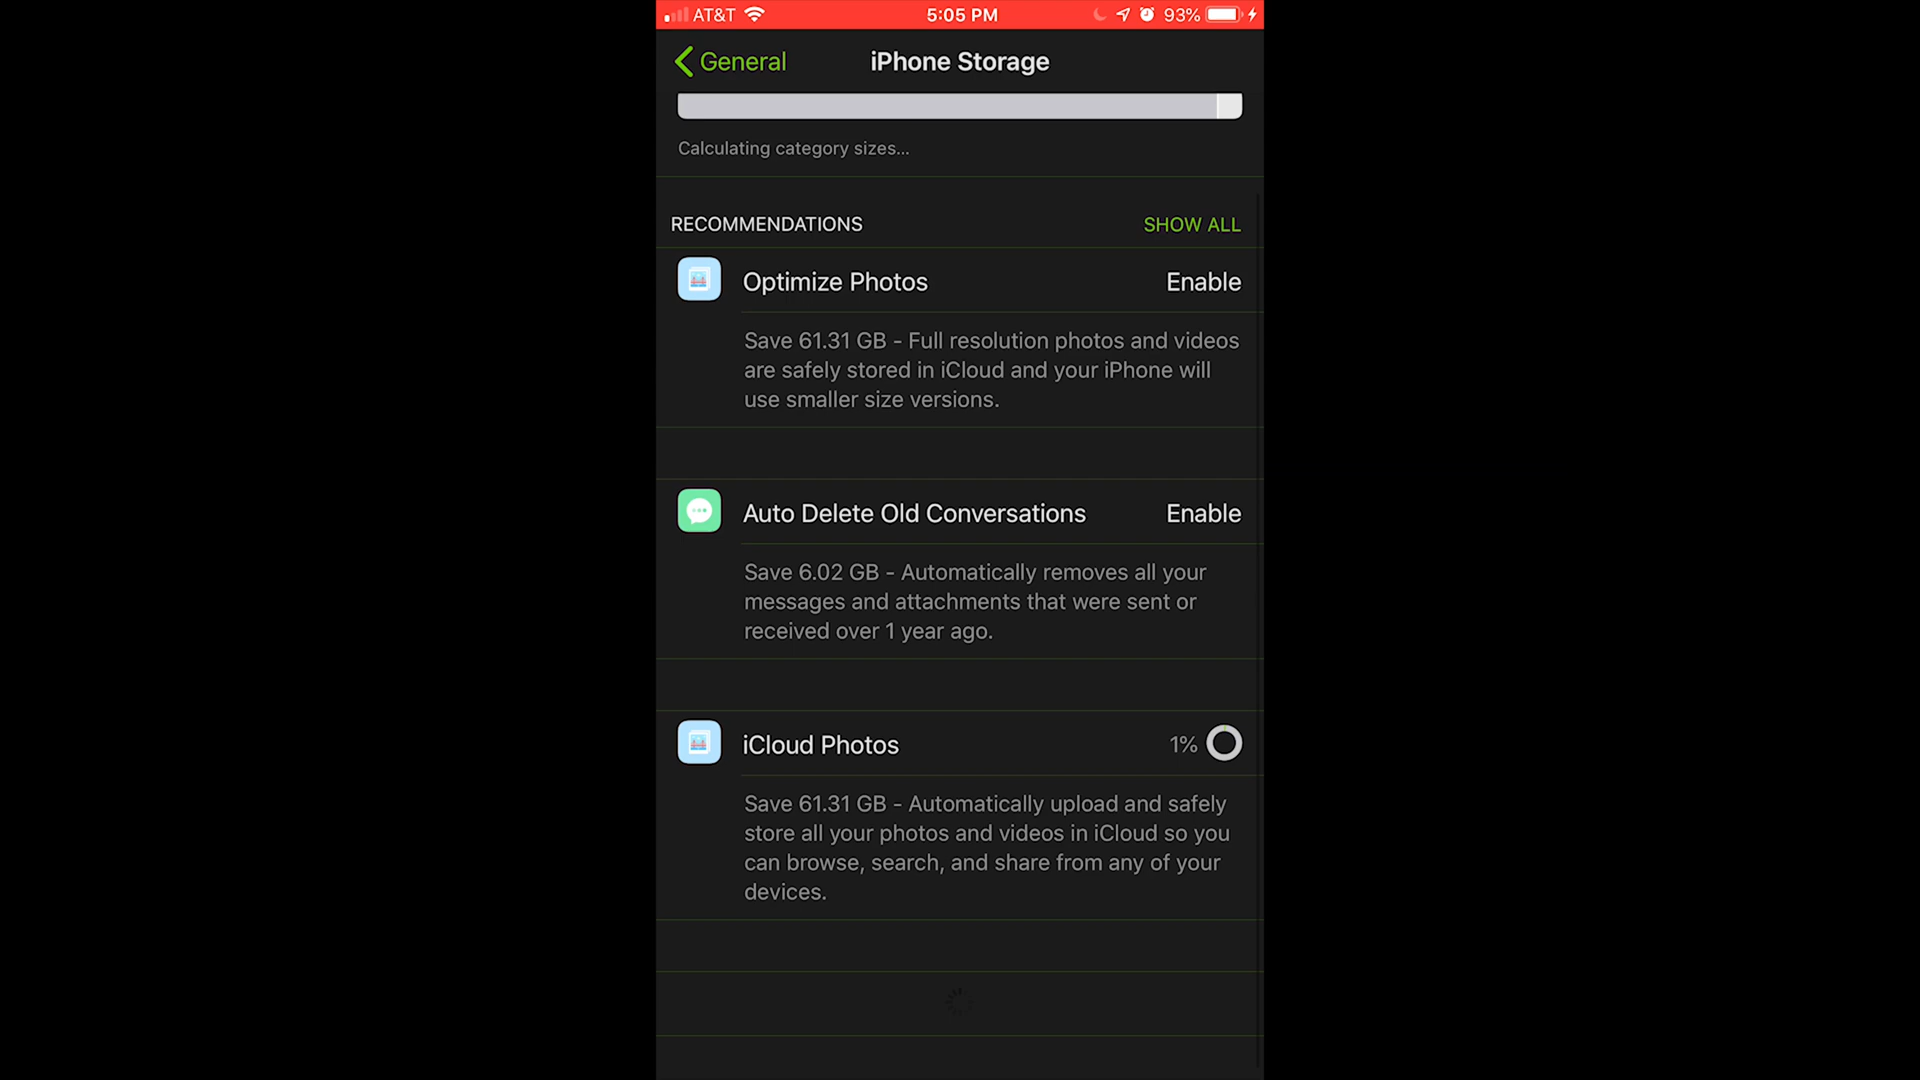 AT&T 5:05 PM 93%
General iPhone Storage
Calculating category sizes...
RECOMMENDATIONS SHOW ALL
Optimize Photos Enable
Save 61.31 GB - Full resolution photos and videos
are safely stored in iCloud and your iPhone will
use smaller size versions.
Auto Delete Old Conversations Enable
Save 6.02 GB - Automatically removes all your
messages and attachments that were sent or
received over 1 year ago.
iCloud Photos 1%
Save 61.31 GB - Automatically upload and safely
store all your photos and videos in iCloud so you
can browse, search, and share from any of your
devices.